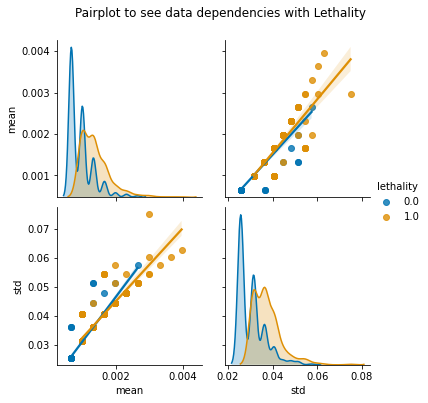 Pairplot to see data dependencies with Lethality
0.004
0.003
0.002
0.001
mean
mean
lethality
0.0
1.0
0.07
0.06
0.05
0.04
0.03
std
0.002 0.004
mean
0.02 0.04 0.06 0.08
std